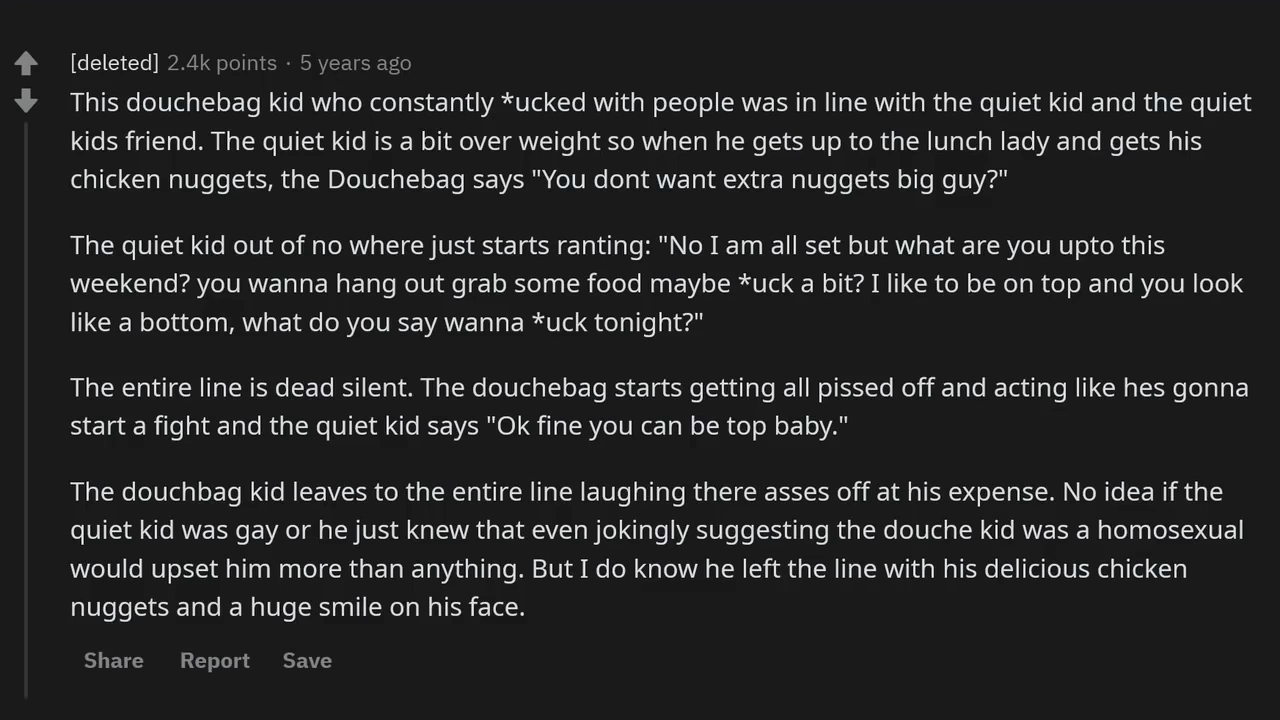 [deleted] 2.4k points · 5 years ago
This douchebag kid who constantly *ucked with people was in line with the quiet kid and the quiet
kids friend. The quiet kid is a bit over weight so when he gets up to the lunch lady and gets his
chicken nuggets, the Douchebag says "You dont want extra nuggets big guy?"
The quiet kid out of no where just starts ranting: "No I am all set but what are you upto this
weekend? you wanna hang out grab some food maybe *uck a bit? I like to be on top and you look
like a bottom, what do you say wanna *uck tonight?"
The entire line is dead silent. The douchebag starts getting all pissed off and acting like hes gonna
start a fight and the quiet kid says "Ok fine you can be top baby."
The douchbag kid leaves to the entire line laughing there asses off at his expense. No idea if the
quiet kid was gay or he just knew that even jokingly suggesting the douche kid was a homosexual
would upset him more than anything. But I do know he left the line with his delicious chicken
nuggets and a huge smile on his face.
Share Report Save